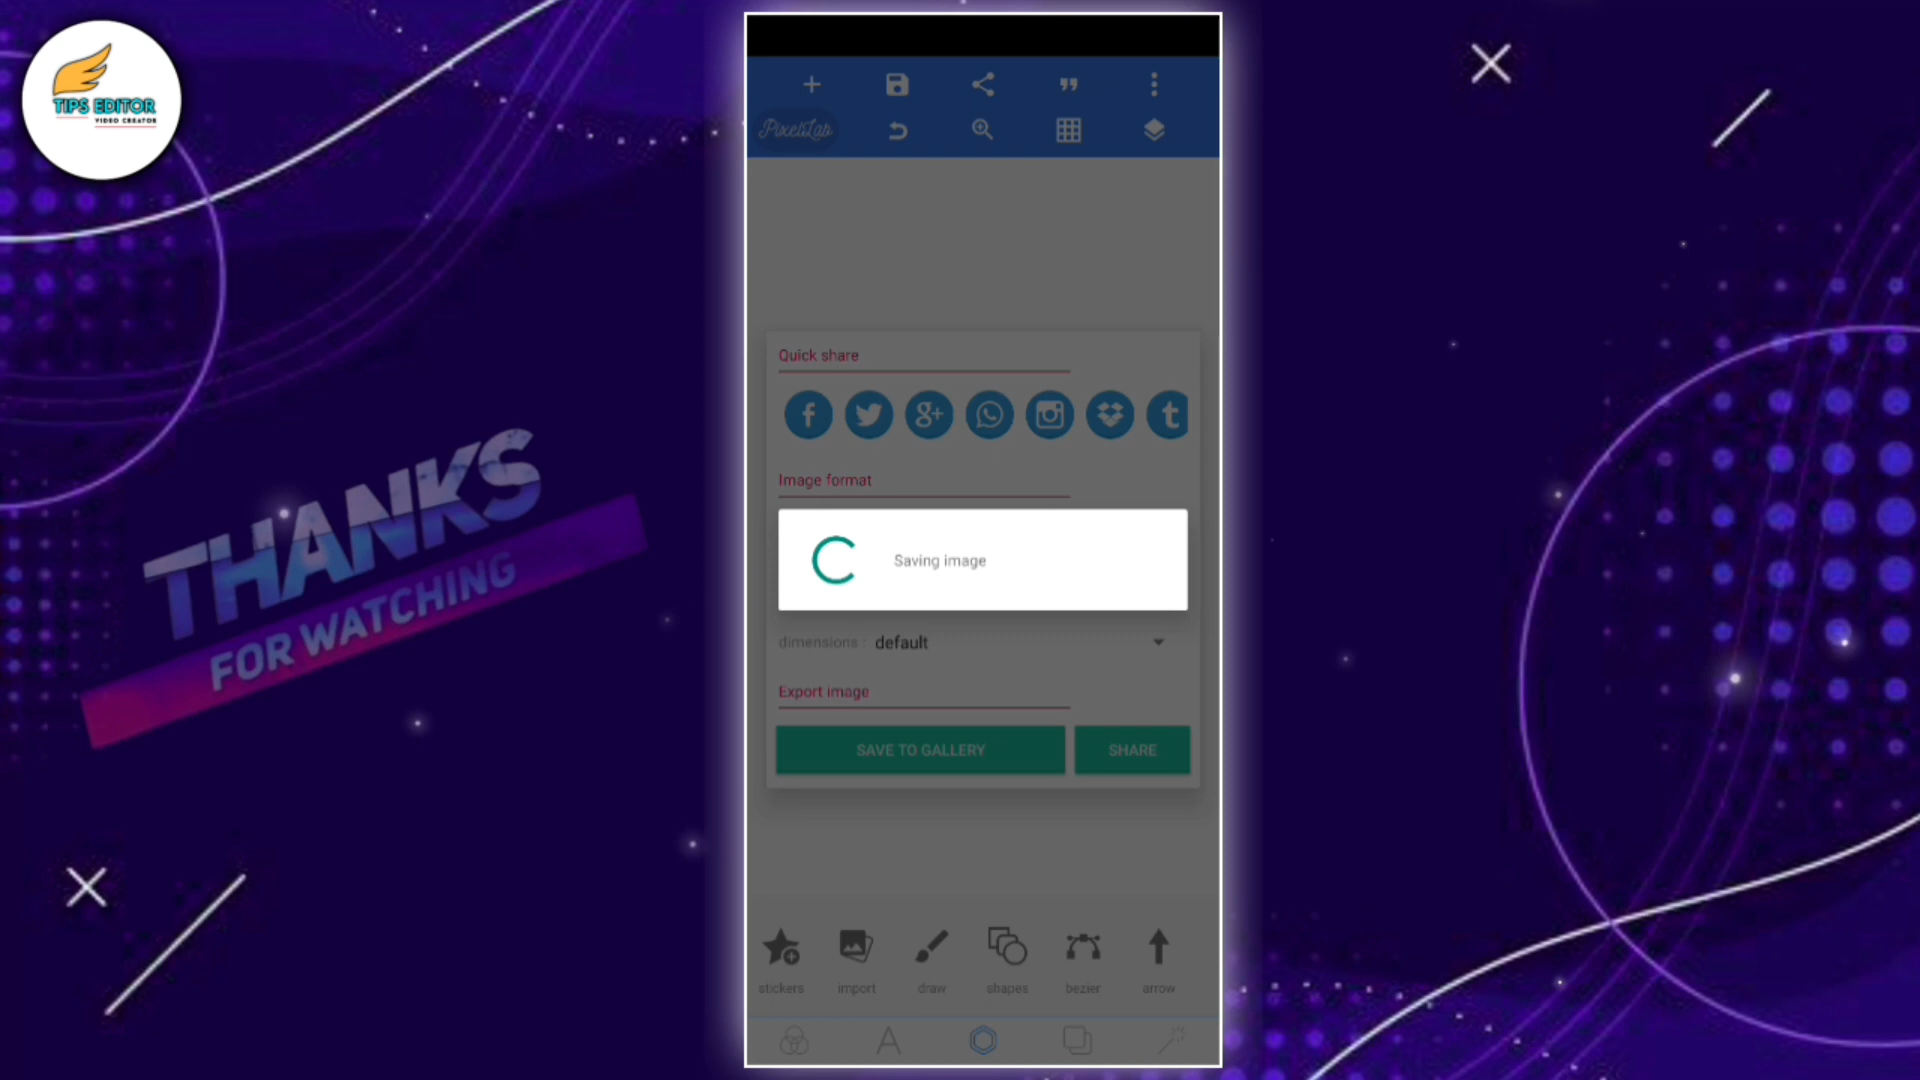 TIPS EDITOR
VIDEO CREATOR
PixelLab
Quick share
Image format
Saving image
dimensions : default
Export image
SAVE TO GALLERY
SHARE
stickers
import
draw
shapes
bezier
arrow
THANKS
FOR WATCHING